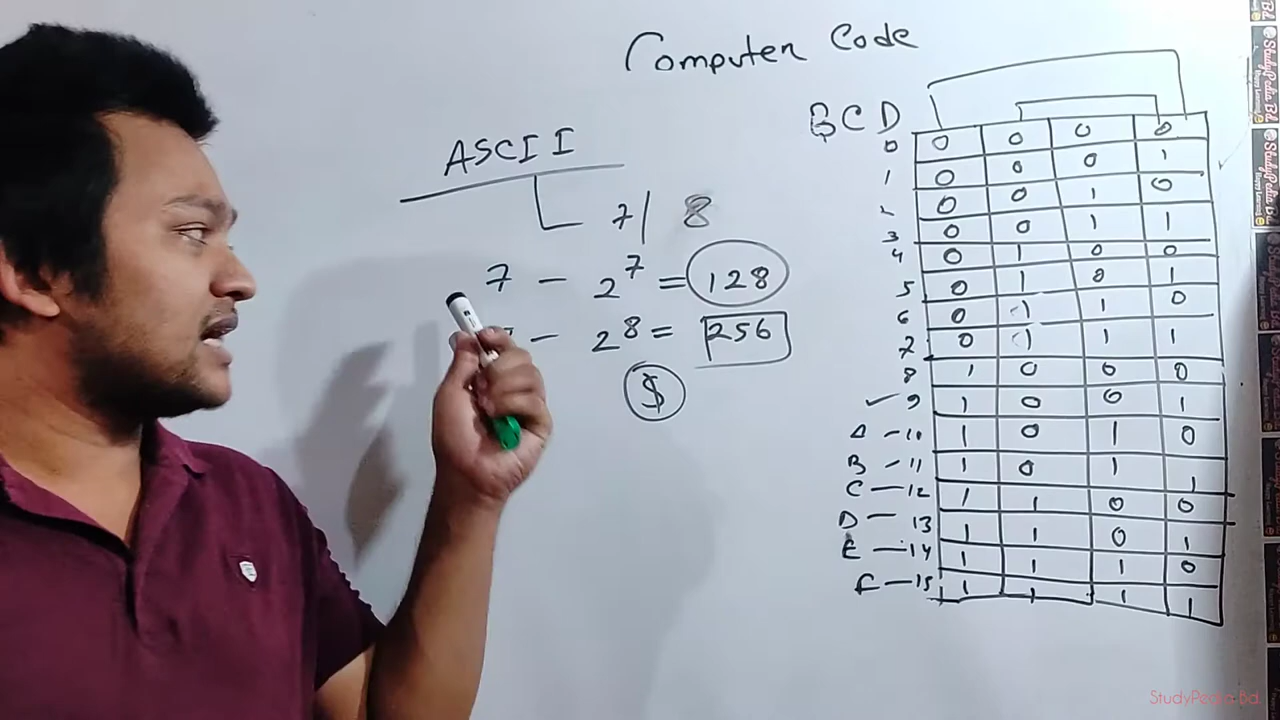 Computer Code
ASCII
7/ 8
7 - 2^7 = 128
- 2^8 = 256
$
BCD
0 0 0 0 0
1 0 0 0 1
2 0 0 1 0
3 0 0 1 1
4 0 1 0 0
5 0 1 0 1
6 0 1 1 0
7 0 1 1 1
8 1 0 0 0
✓ 9 1 0 0 1
A - 10 1 0 1 0
B - 11 1 0 1 1
C - 12 1 1 0 0
D - 13 1 1 0 1
E - 14 1 1 1 0
F - 15 1 1 1 1
StudyPedia Bd.
StudyPedia Bd.